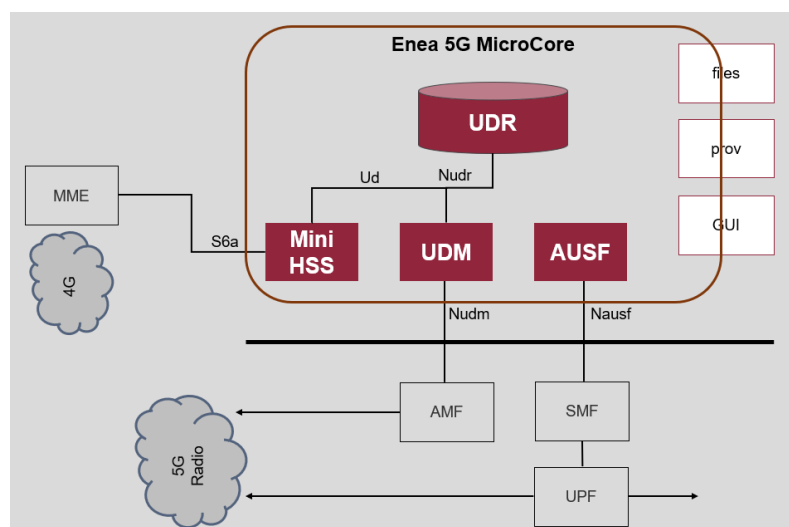 Enea 5G MicroCore
files
UDR
prov
Ud
Nudr
MME
GUI
S6a
Mini
HSS
UDM
AUSF
4G
Nudm
Nausf
AMF
SMF
5G
Radio
UPF